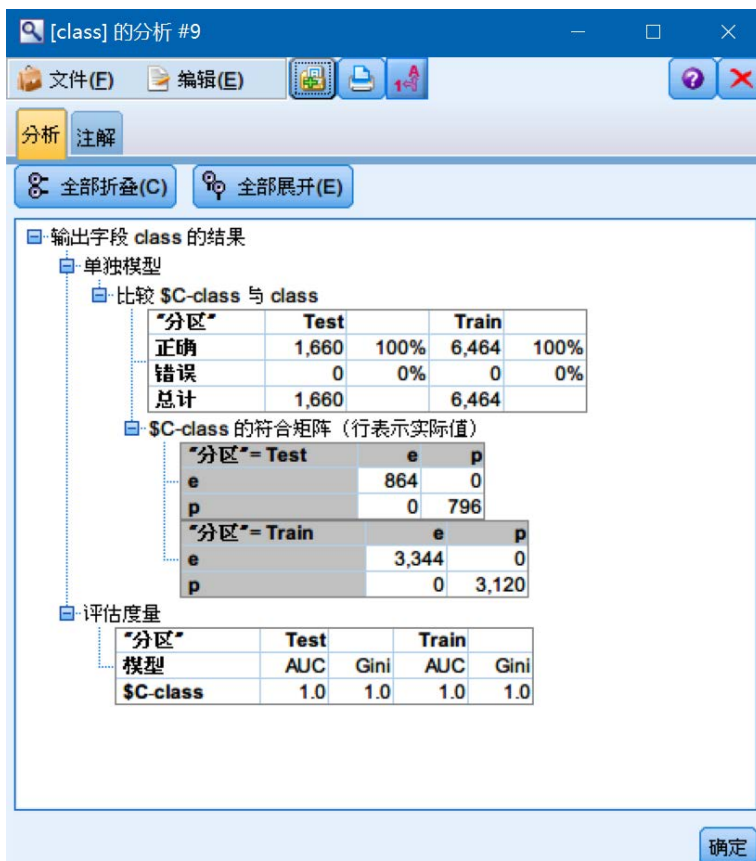 [class] 的分析 #9
文件(F) 编辑(E)
分析 注解
全部折叠(C) 全部展开(E)
输出字段 class 的结果
单独模型
比较 $C-class 与 class
"分区" Test Train
正确 1,660 100% 6,464 100%
错误 0 0% 0 0%
总计 1,660 6,464
$C-class 的符合矩阵（行表示实际值）
"分区"= Test e p
e 864 0
p 0 796
"分区"= Train e p
e 3,344 0
p 0 3,120
评估度量
"分区" Test Train
模型 AUC Gini AUC Gini
$C-class 1.0 1.0 1.0 1.0
确定